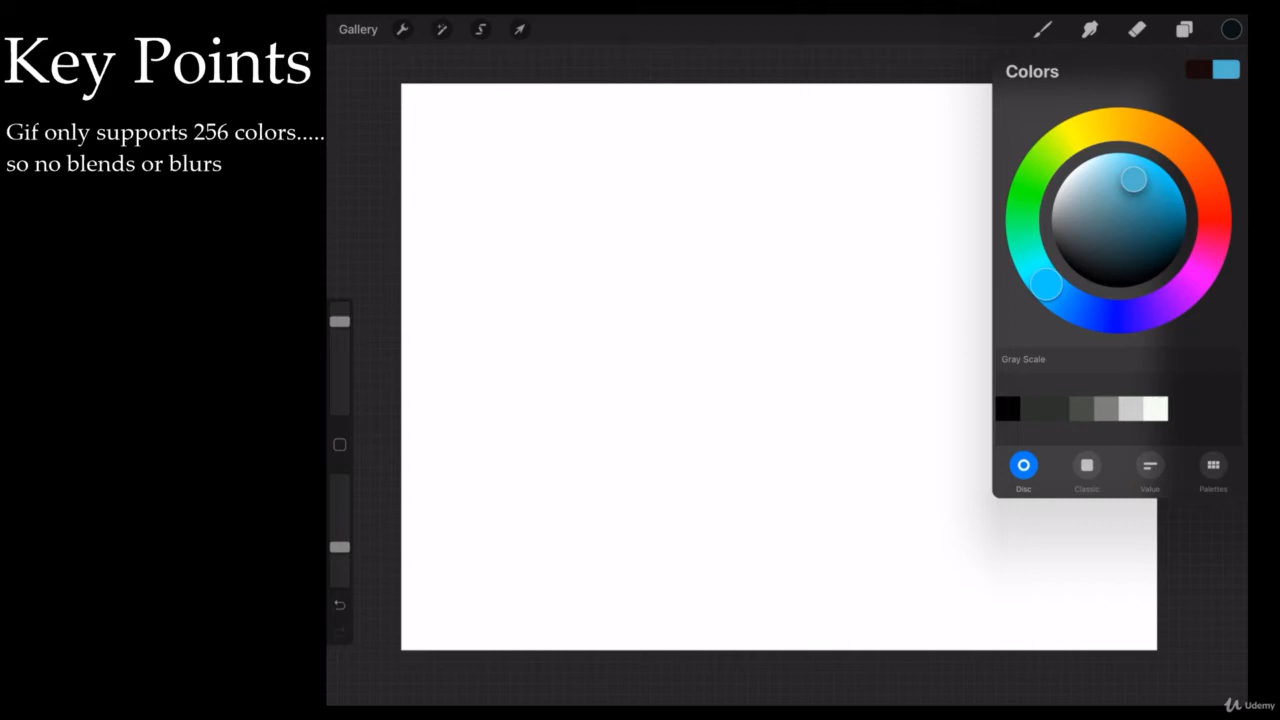 Key Points
Gif only supports 256 colors.....
so no blends or blurs
Gallery
Colors
Gray Scale
Disc
Classic
Value
Palettes
Udemy